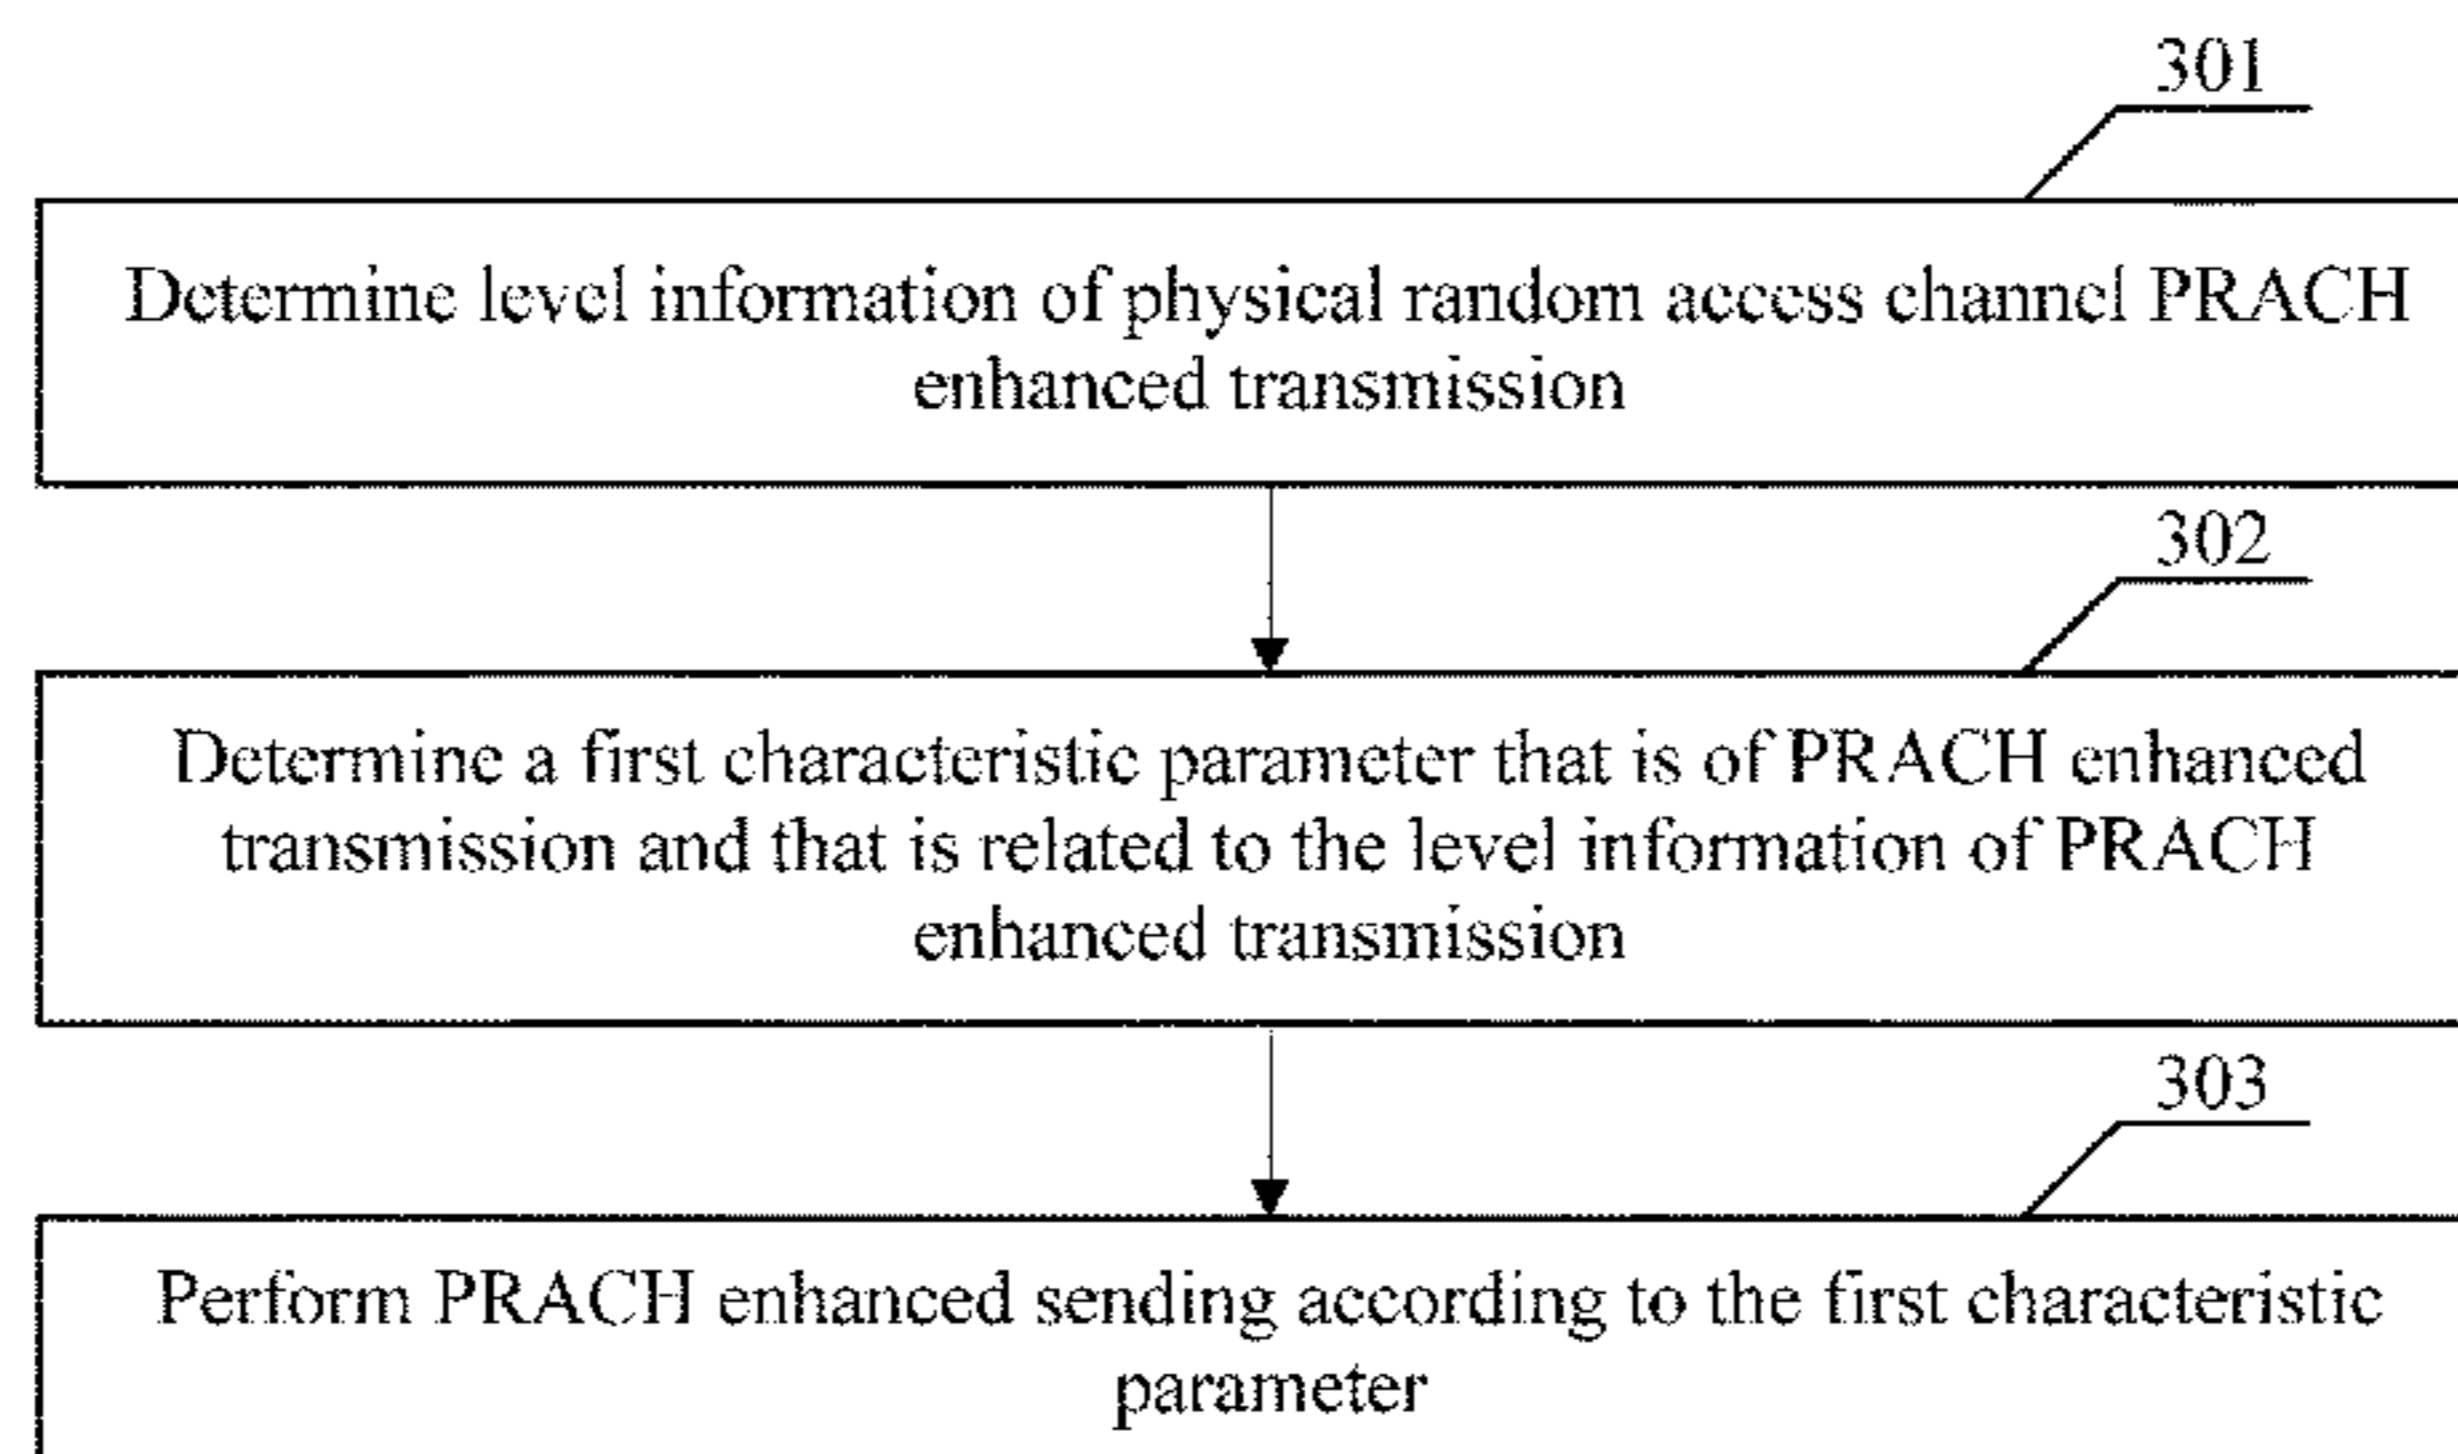 301
Determine level information of physical random access channel PRACH
enhanced transmission
302
Determine a first characteristic parameter that is of PRACH enhanced
transmission and that is related to the level information of PRACH
enhanced transmission
303
Perform PRACH enhanced sending according to the first characteristic
parameter